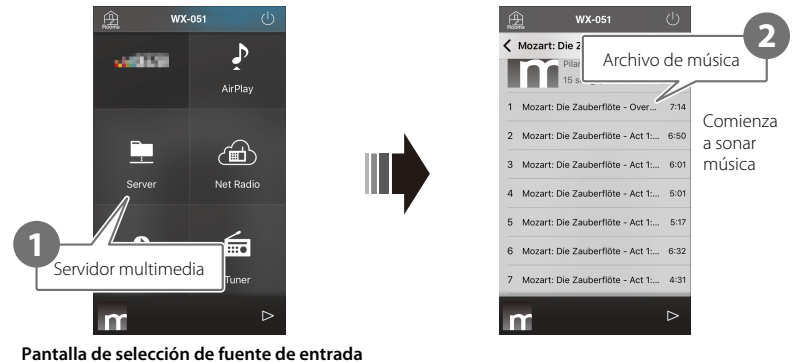 Rooms
WX-051
AirPlay
Server
Net Radio
1
Servidor multimedia
Tuner
m
Pantalla de selección de fuente de entrada
Rooms
WX-051
2
Mozart: Die Z
Archivo de música
m
15
1 Mozart: Die Zauberflöte - Over... 7:14
2 Mozart: Die Zauberflöte - Act 1:... 6:50
3 Mozart: Die Zauberflöte - Act 1:... 6:01
4 Mozart: Die Zauberflöte - Act 1:... 5:01
5 Mozart: Die Zauberflöte - Act 1:... 5:17
6 Mozart: Die Zauberflöte - Act 1:... 6:32
7 Mozart: Die Zauberflöte - Act 1:... 4:31
m
Comienza
a sonar
música